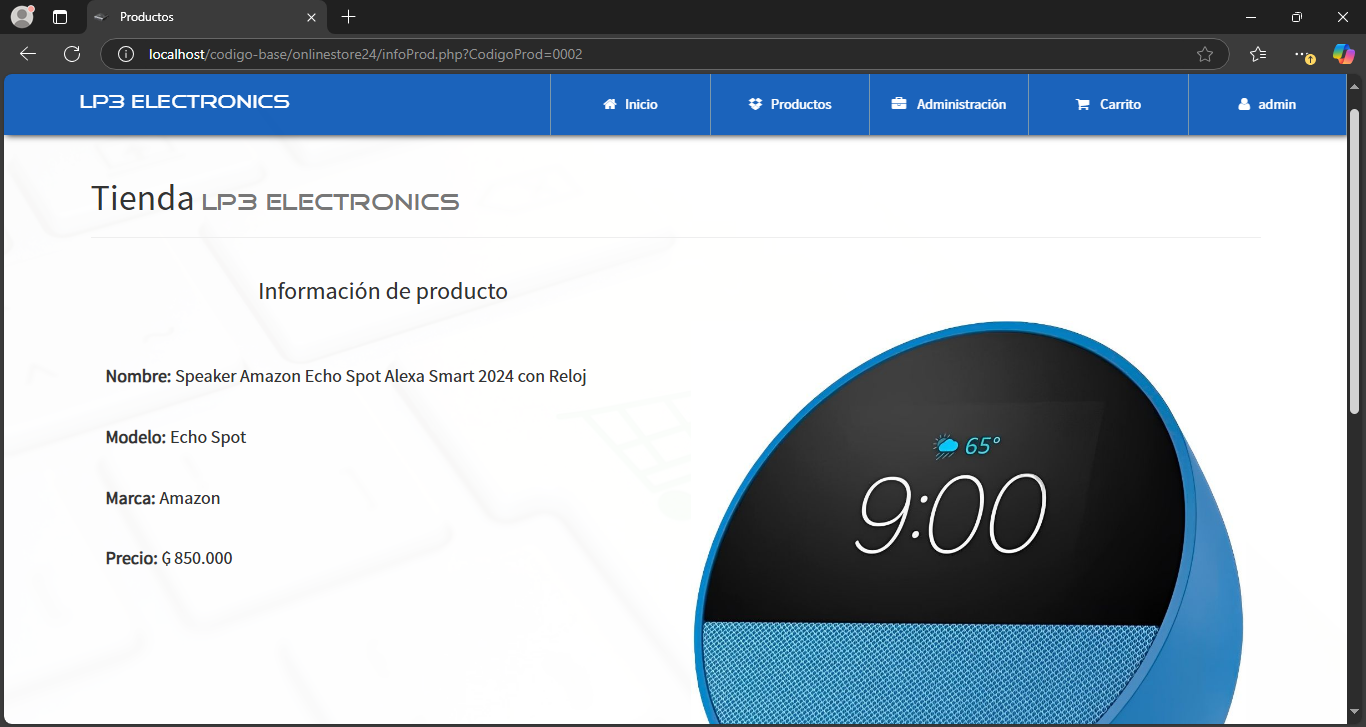 Productos
localhost/codigo-base/onlinestore24/infoProd.php?CodigoProd=0002
LP3 ELECTRONICS
Inicio
Productos
Administración
Carrito
admin
Tienda LP3 ELECTRONICS
Información de producto
Nombre: Speaker Amazon Echo Spot Alexa Smart 2024 con Reloj
Modelo: Echo Spot
Marca: Amazon
Precio: ₲ 850.000
65°
9:00